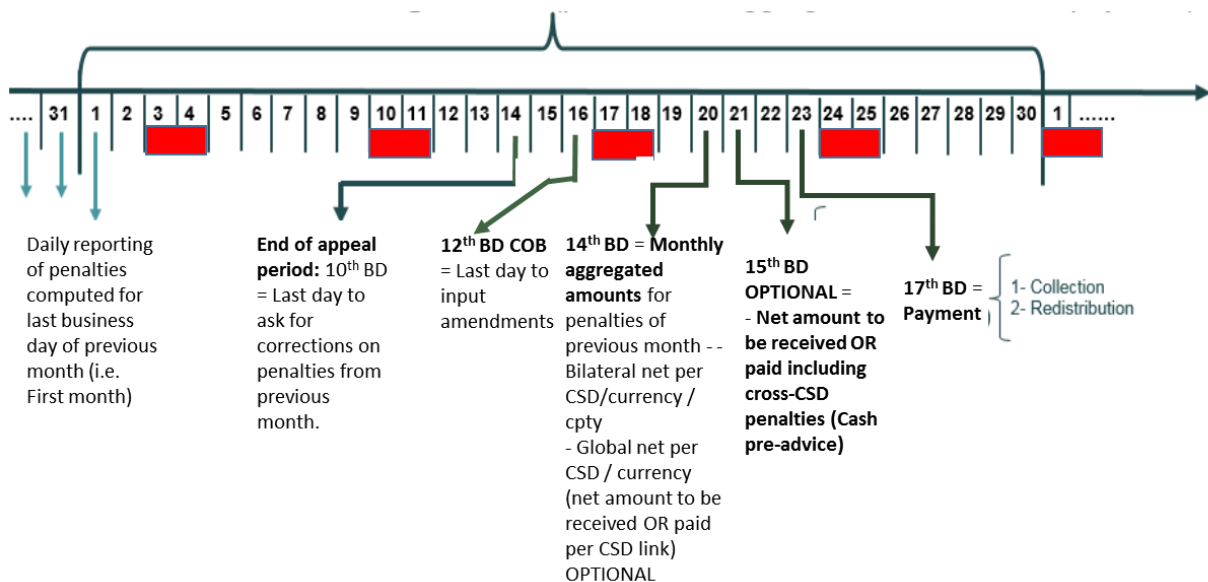 .... 31 1 2 3 4 5 6 7 8 9 10 11 12 13 14 15 16 17 18 19 20 21 22 23 24 25 26 27 28 29 30 1 ......
Daily reporting
of penalties
computed for
last business
day of previous
month (i.e.
First month)
End of appeal
period: 10th BD
= Last day to
ask for
corrections on
penalties from
previous
month.
12th BD COB
= Last day to
input
amendments
14th BD = Monthly
aggregated
amounts for
penalties of
previous month - -
Bilateral net per
CSD/currency /
cpty
- Global net per
CSD / currency
(net amount to be
received OR paid
per CSD link)
OPTIONAL
15th BD
OPTIONAL =
- Net amount to
be received OR
paid including
cross-CSD
penalties (Cash
pre-advice)
17th BD =
Payment
1- Collection
2- Redistribution